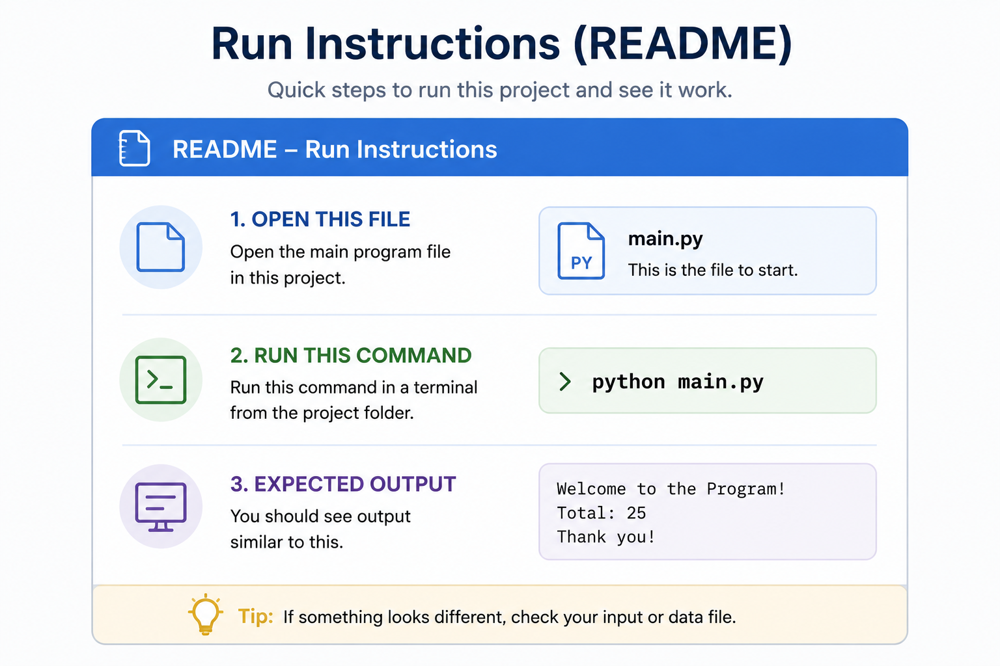 Run Instructions (README)
Quick steps to run this project and see it work.
README – Run Instructions
1. OPEN THIS FILE
Open the main program file
in this project.
PY
main.py
This is the file to start.
2. RUN THIS COMMAND
Run this command in a terminal
from the project folder.
> python main.py
3. EXPECTED OUTPUT
You should see output
similar to this.
Welcome to the Program!
Total: 25
Thank you!
Tip: If something looks different, check your input or data file.